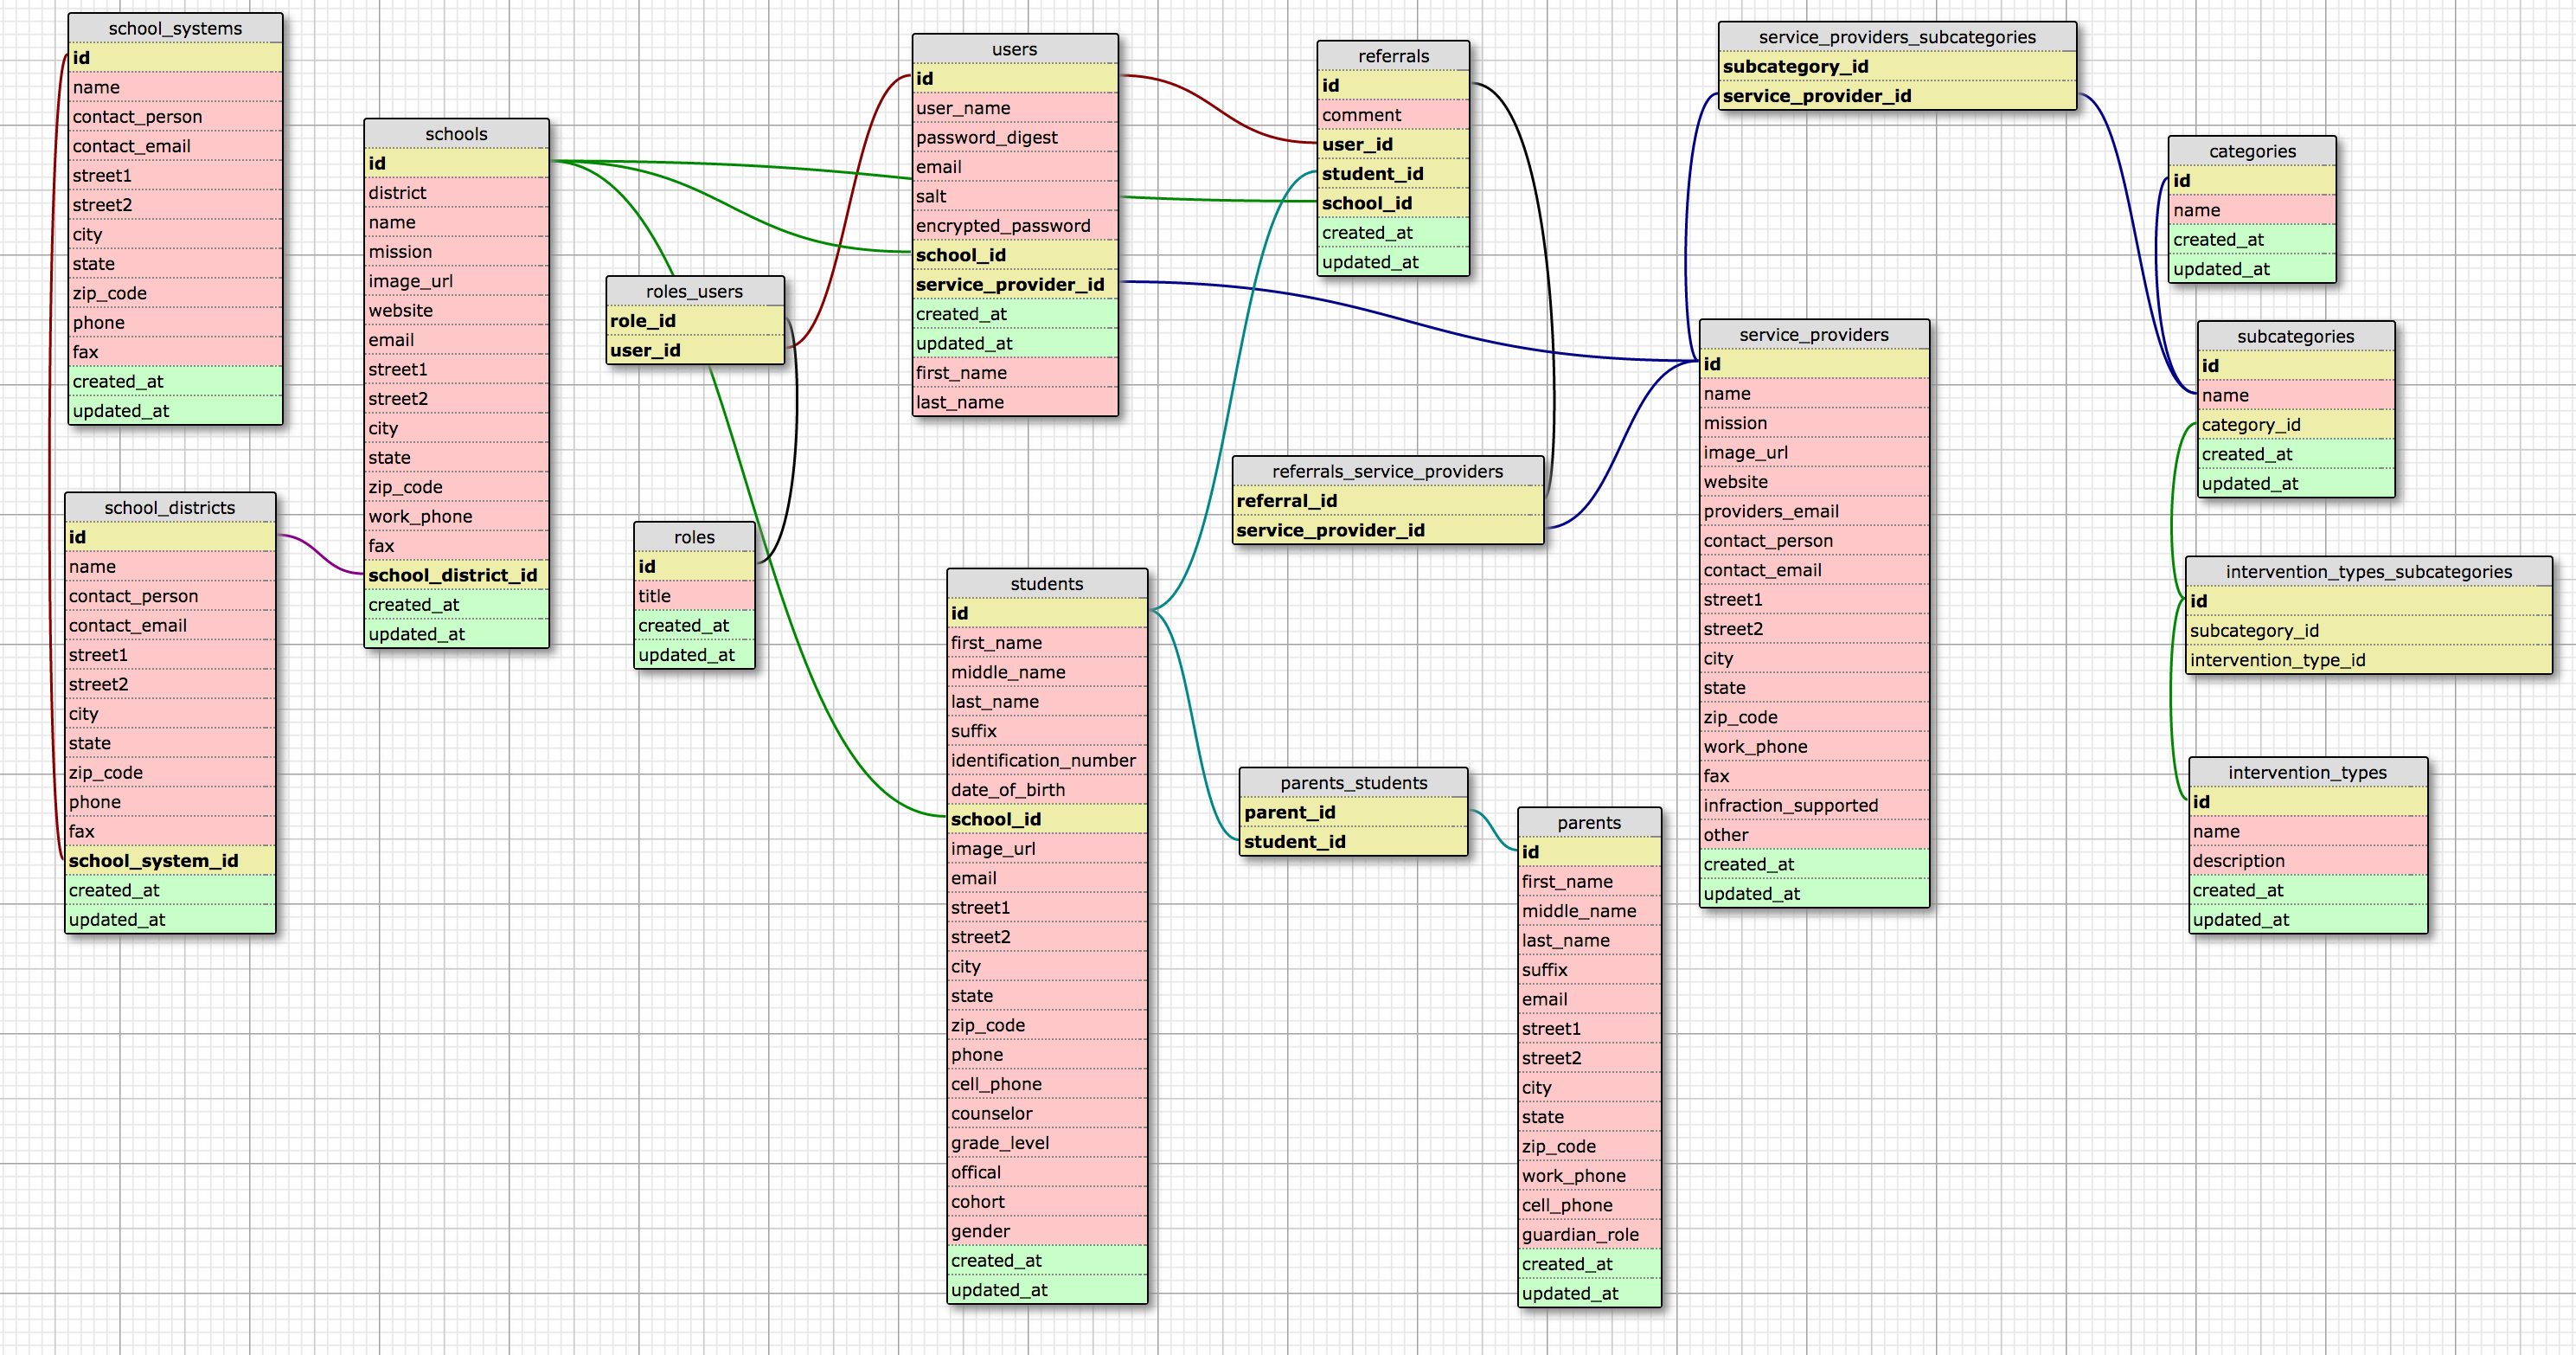 school_systems
id
name
contact_person
contact_email
street1
street2
city
state
zip_code
phone
fax
created_at
updated_at
school_districts
id
name
contact_person
contact_email
street1
street2
city
state
zip_code
phone
fax
school_system_id
created_at
updated_at
schools
id
district
name
mission
image_url
website
email
street1
street2
city
state
zip_code
work_phone
fax
school_district_id
created_at
updated_at
roles_users
role_id
user_id
roles
id
title
created_at
updated_at
users
id
user_name
password_digest
email
salt
encrypted_password
school_id
service_provider_id
created_at
updated_at
first_name
last_name
students
id
first_name
middle_name
last_name
suffix
identification_number
date_of_birth
school_id
image_url
email
street1
street2
city
state
zip_code
phone
cell_phone
counselor
grade_level
offical
cohort
gender
created_at
updated_at
referrals
id
comment
user_id
student_id
school_id
created_at
updated_at
referrals_service_providers
referral_id
service_provider_id
parents_students
parent_id
student_id
parents
id
first_name
middle_name
last_name
suffix
email
street1
street2
city
state
zip_code
work_phone
cell_phone
guardian_role
created_at
updated_at
service_providers_subcategories
subcategory_id
service_provider_id
service_providers
id
name
mission
image_url
website
providers_email
contact_person
contact_email
street1
street2
city
state
zip_code
work_phone
fax
infraction_supported
other
created_at
updated_at
categories
id
name
created_at
updated_at
subcategories
id
name
category_id
created_at
updated_at
intervention_types_subcategories
id
subcategory_id
intervention_type_id
intervention_types
id
name
description
created_at
updated_at